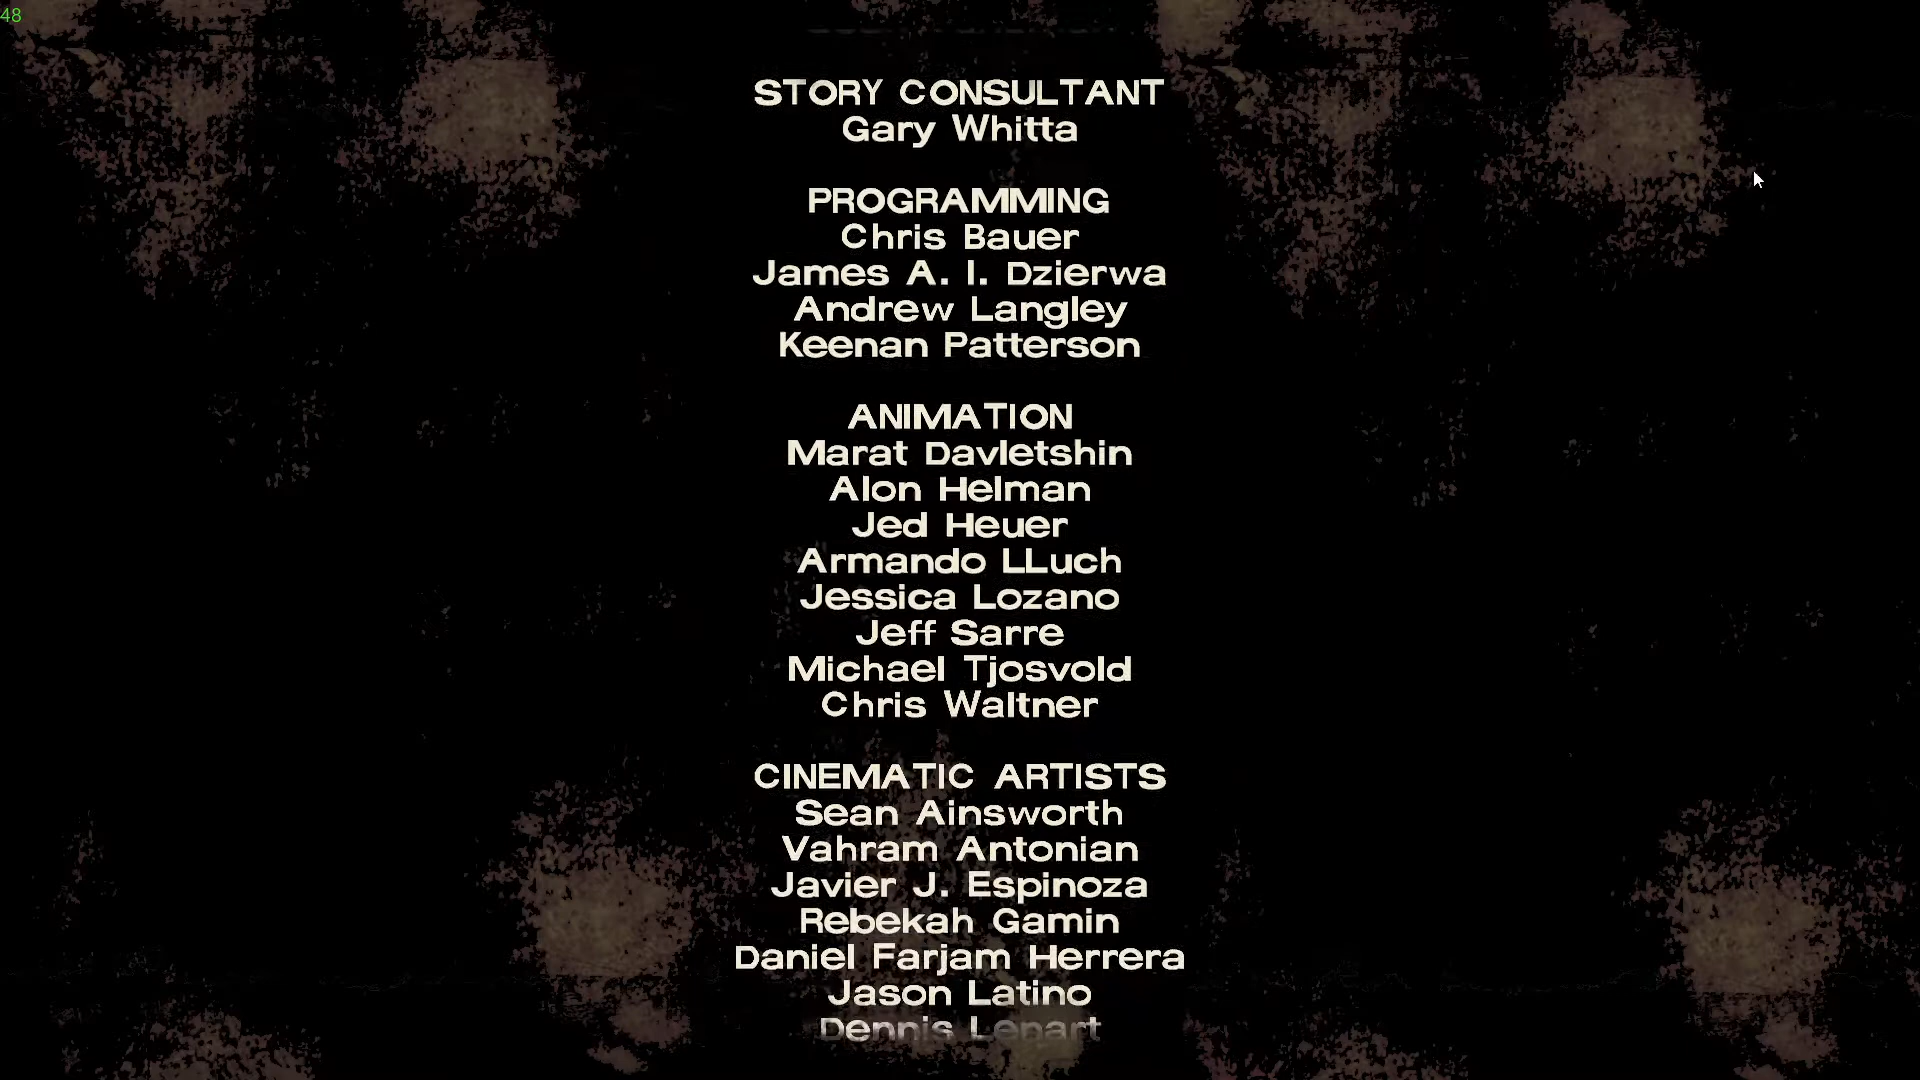 48
STORY CONSULTANT
Gary Whitta
PROGRAMMING
Chris Bauer
James A. I. Dzierwa
Andrew Langley
Keenan Patterson
ANIMATION
Marat Davletshin
Alon Helman
Jed Heuer
Armando LLuch
Jessica Lozano
Jeff Sarre
Michael Tjosvold
Chris Waltner
CINEMATIC ARTISTS
Sean Ainsworth
Vahram Antonian
Javier J. Espinoza
Rebekah Gamin
Daniel Farjam Herrera
Jason Latino
Dennis Lenart